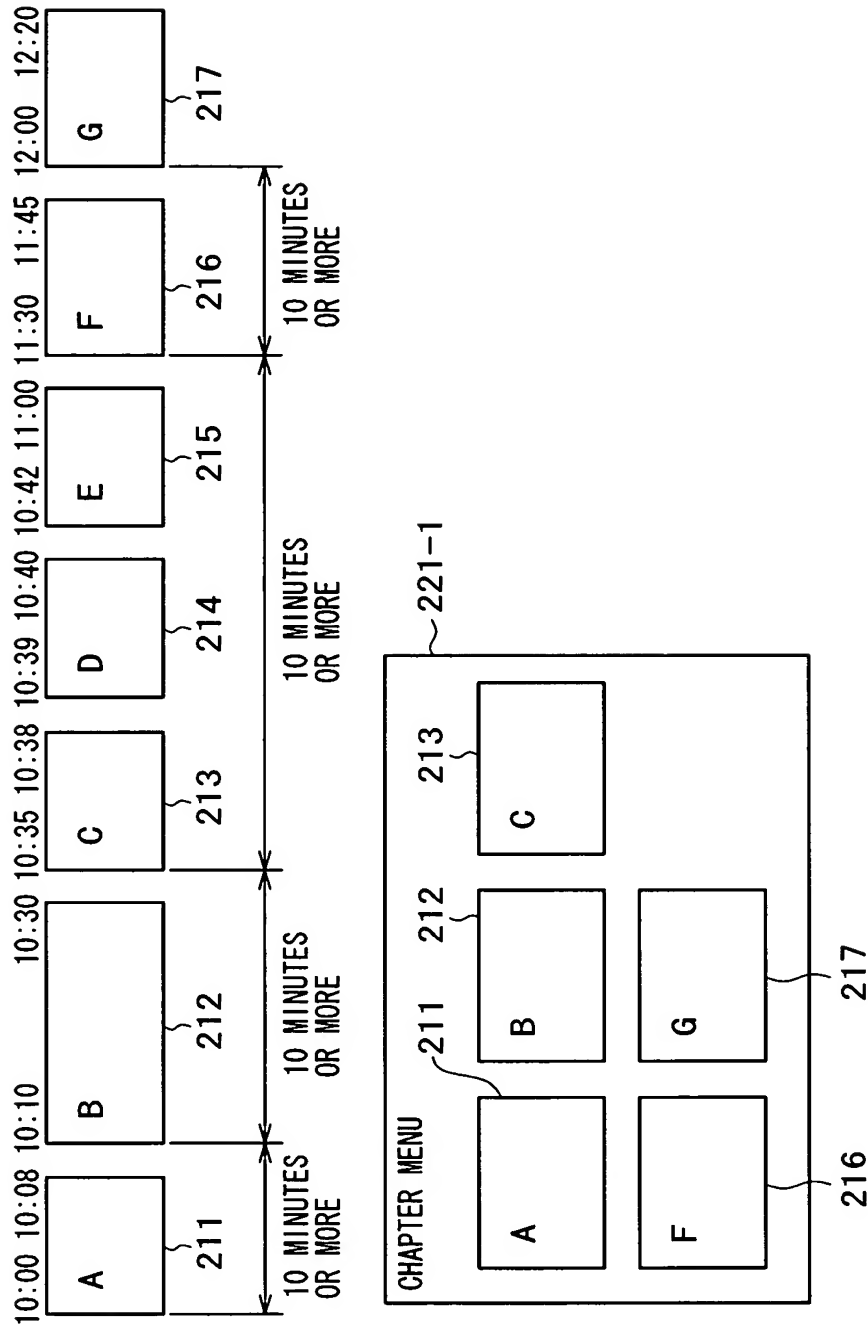 10:00 10:08 10:10 10:30 10:35 10:38 10:39 10:40 10:42 11:00 11:30 11:45 12:00 12:20
A B C D E F G
211 212 213 214 215 216 217
10 MINUTES
OR MORE
10 MINUTES
OR MORE
10 MINUTES
OR MORE
10 MINUTES
OR MORE
221-1
CHAPTER MENU
211 212 213
A B C
F G
216 217